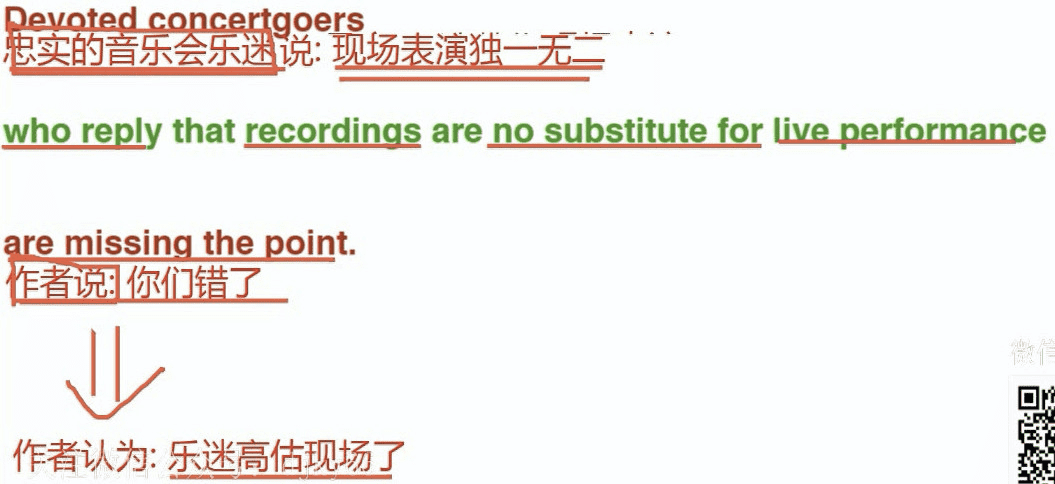 Devoted concertgoers
忠实的音乐会乐迷说: 现场表演独一无二
who reply that recordings are no substitute for live performance
are missing the point.
作者说: 你们错了
微信
作者认为: 乐迷高估现场了